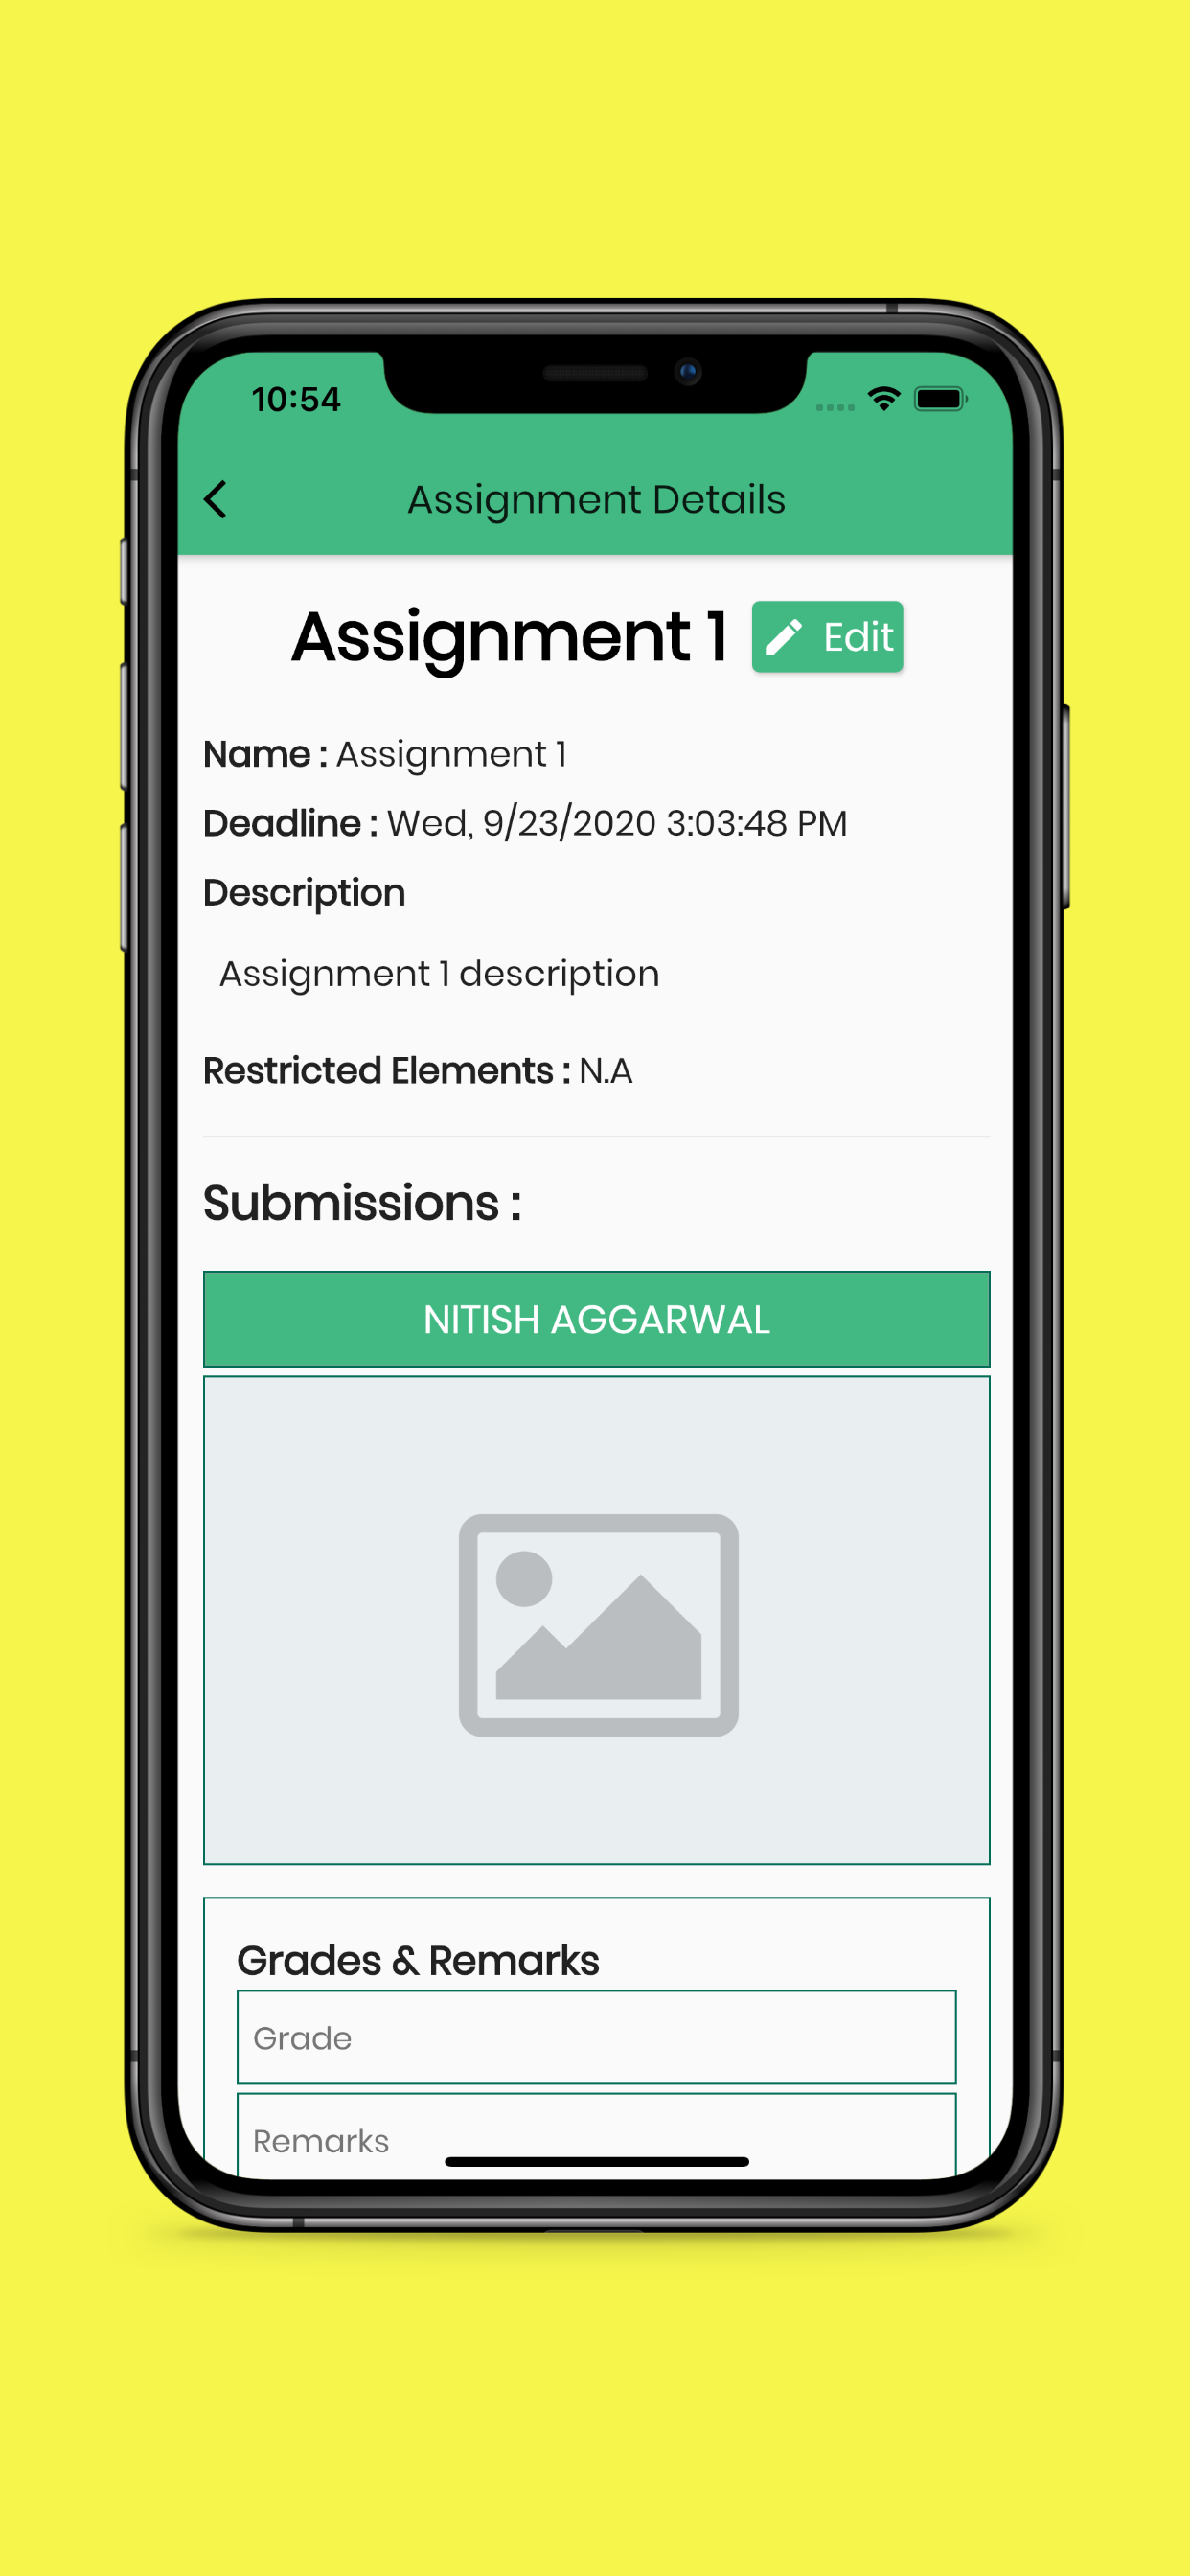 10:54
Assignment Details
Assignment 1 Edit
Name : Assignment 1
Deadline : Wed, 9/23/2020 3:03:48 PM
Description
Assignment 1 description
Restricted Elements : N.A
Submissions :
NITISH AGGARWAL
Grades & Remarks
Grade
Remarks